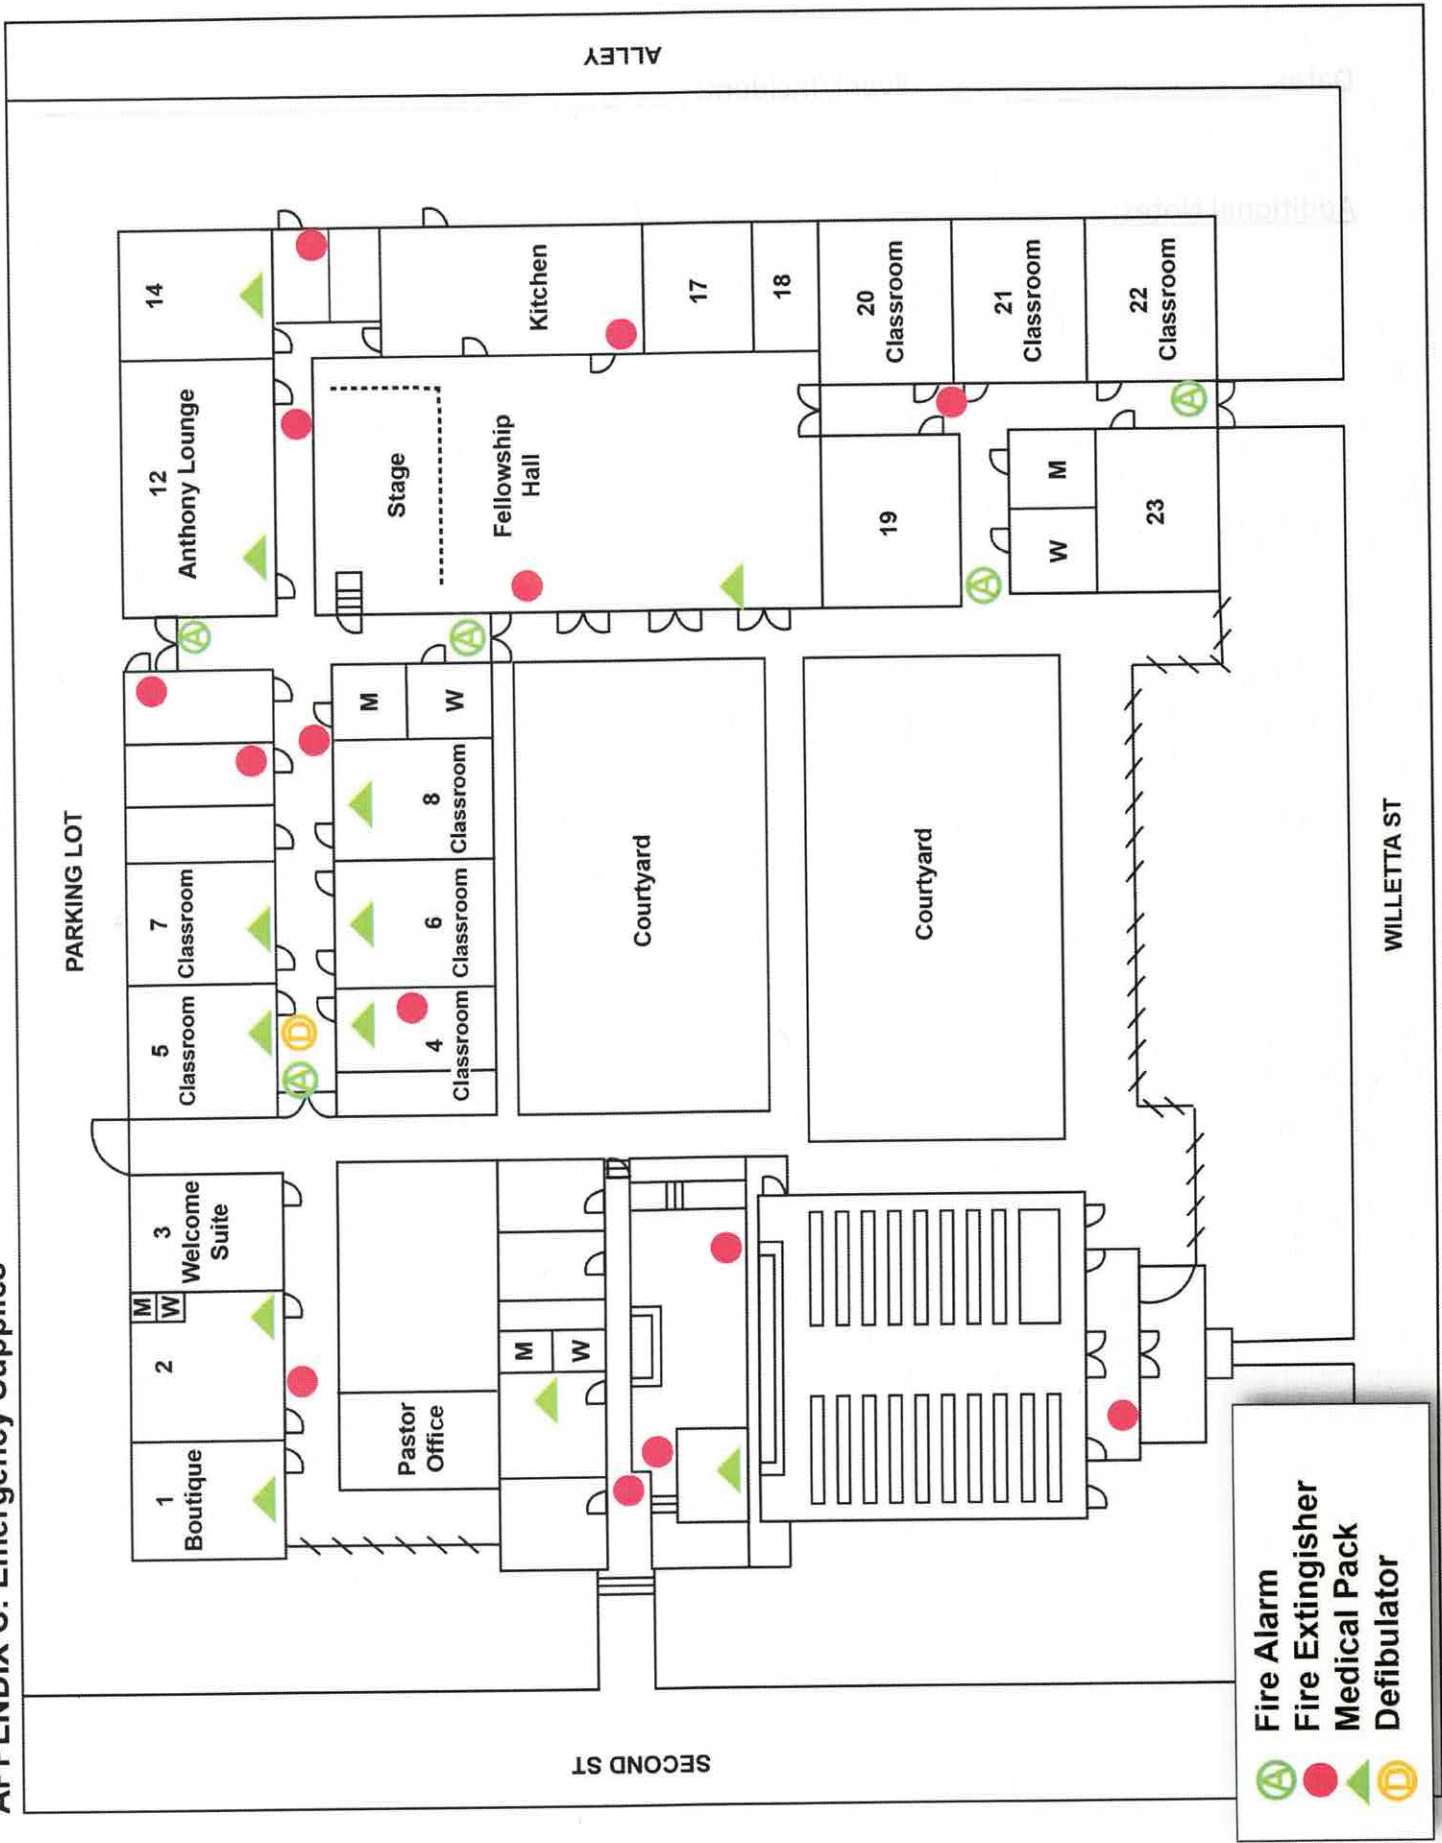 APPENDIX Emergency Supplies
PARKING LOT
1
Boutique
2
M
W
3
Welcome
Suite
5
Classroom
7
Classroom
12
Anthony Lounge
14
A
D
A
Pastor
Office
4
Classroom
6
Classroom
8
Classroom
M
W
A
Stage
Fellowship
Hall
Kitchen
M
W
Courtyard
17
18
Courtyard
19
20
Classroom
A
W
M
21
Classroom
23
22
Classroom
A
SECOND ST
ALLEY
WILLETTA ST
A Fire Alarm
Fire Extingisher
Medical Pack
D Defibulator